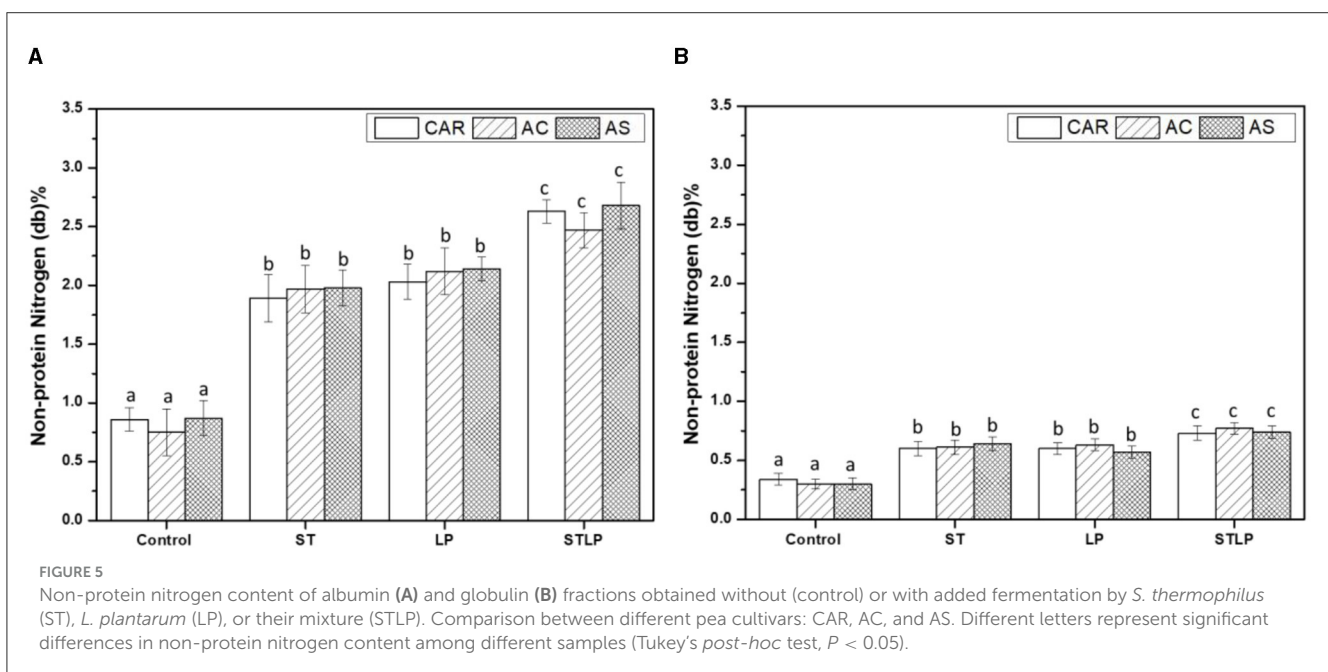 A
3.5
3.0
2.5
2.0
1.5
1.0
0.5
0.0
Non-protein Nitrogen (db)%
CAR AC AS
a a a
b b b
b b b
c c c
Control ST LP STLP
B
3.5
3.0
2.5
2.0
1.5
1.0
0.5
0.0
Non-protein Nitrogen (db)%
CAR AC AS
a a a
b b b
b b b
c c c
Control ST LP STLP
FIGURE 5
Non-protein nitrogen content of albumin (A) and globulin (B) fractions obtained without (control) or with added fermentation by S. thermophilus
(ST), L. plantarum (LP), or their mixture (STLP). Comparison between different pea cultivars: CAR, AC, and AS. Different letters represent significant
differences in non-protein nitrogen content among different samples (Tukey's post-hoc test, P < 0.05).